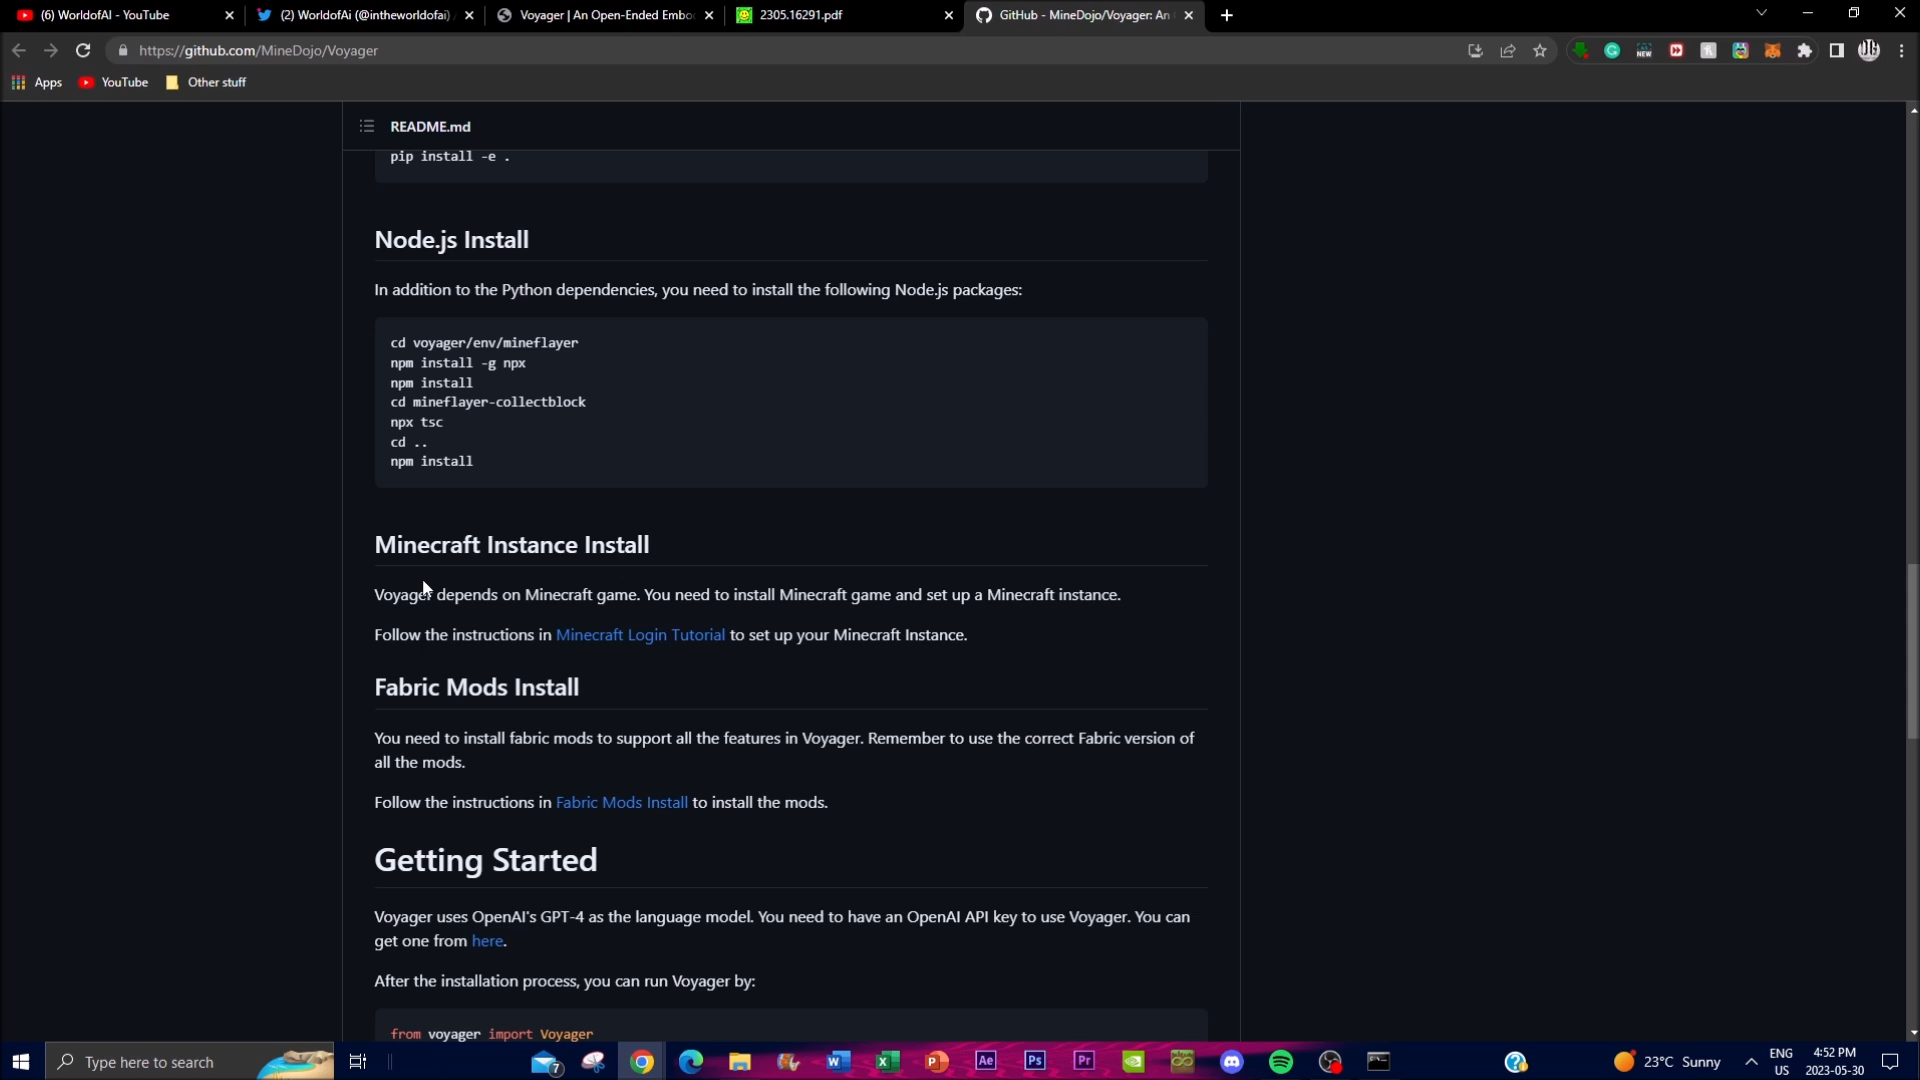 (6) WorldofAI - YouTube
(2) WorldofAi (@intheworldofai)
Voyager | An Open-Ended Embo
2305.16291.pdf
GitHub - MineDojo/Voyager: An
https://github.com/MineDojo/Voyager
NEW
Apps
YouTube
Other stuff
README.md
pip install -e .
Node.js Install
In addition to the Python dependencies, you need to install the following Node.js packages:
cd voyager/env/mineflayer
npm install -g npx
npm install
cd mineflayer-collectblock
npx tsc
cd ..
npm install
Minecraft Instance Install
Voyager depends on Minecraft game. You need to install Minecraft game and set up a Minecraft instance.
Follow the instructions in Minecraft Login Tutorial to set up your Minecraft Instance.
Fabric Mods Install
You need to install fabric mods to support all the features in Voyager. Remember to use the correct Fabric version of
all the mods.
Follow the instructions in Fabric Mods Install to install the mods.
Getting Started
Voyager uses OpenAI's GPT-4 as the language model. You need to have an OpenAI API key to use Voyager. You can
get one from here.
After the installation process, you can run Voyager by:
from voyager import Voyager
Type here to search
7
Ae
Ps
Pr
23°C Sunny
ENG
US
4:52 PM
2023-05-30